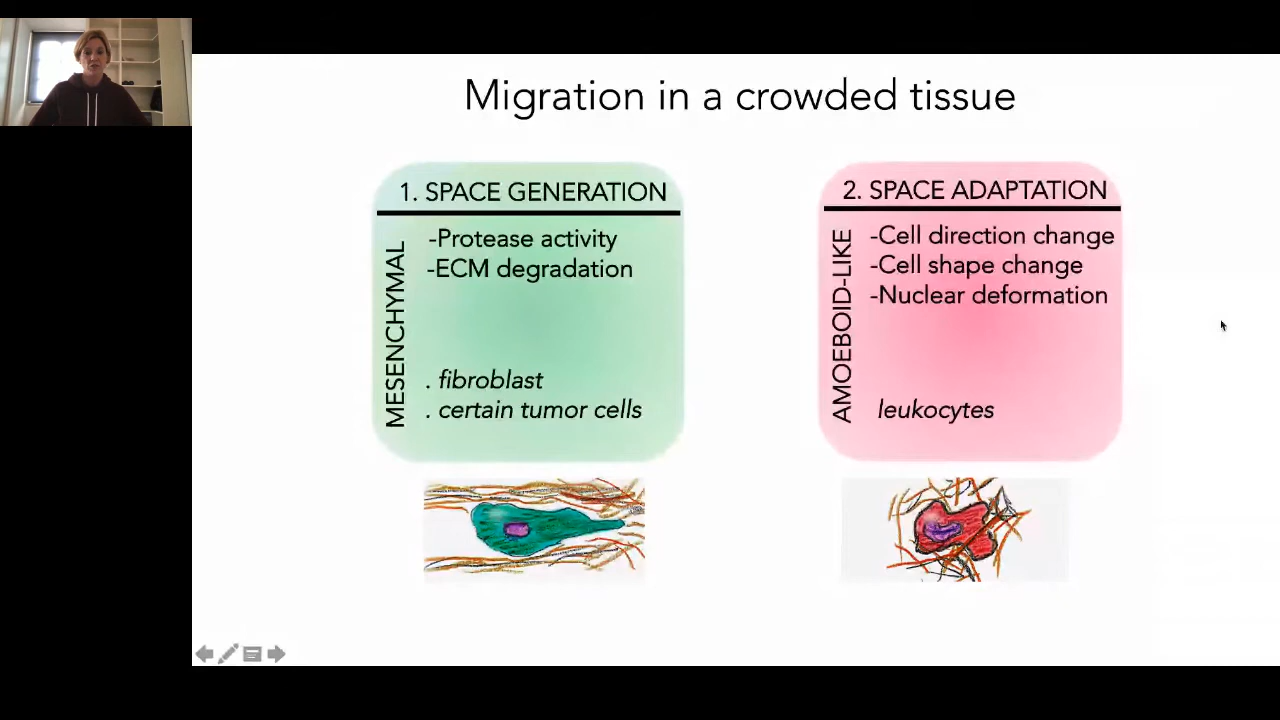 Migration in a crowded tissue
1. SPACE GENERATION
MESENCHYMAL
-Protease activity
-ECM degradation
. fibroblast
. certain tumor cells
2. SPACE ADAPTATION
AMOEBOID-LIKE
-Cell direction change
-Cell shape change
-Nuclear deformation
leukocytes